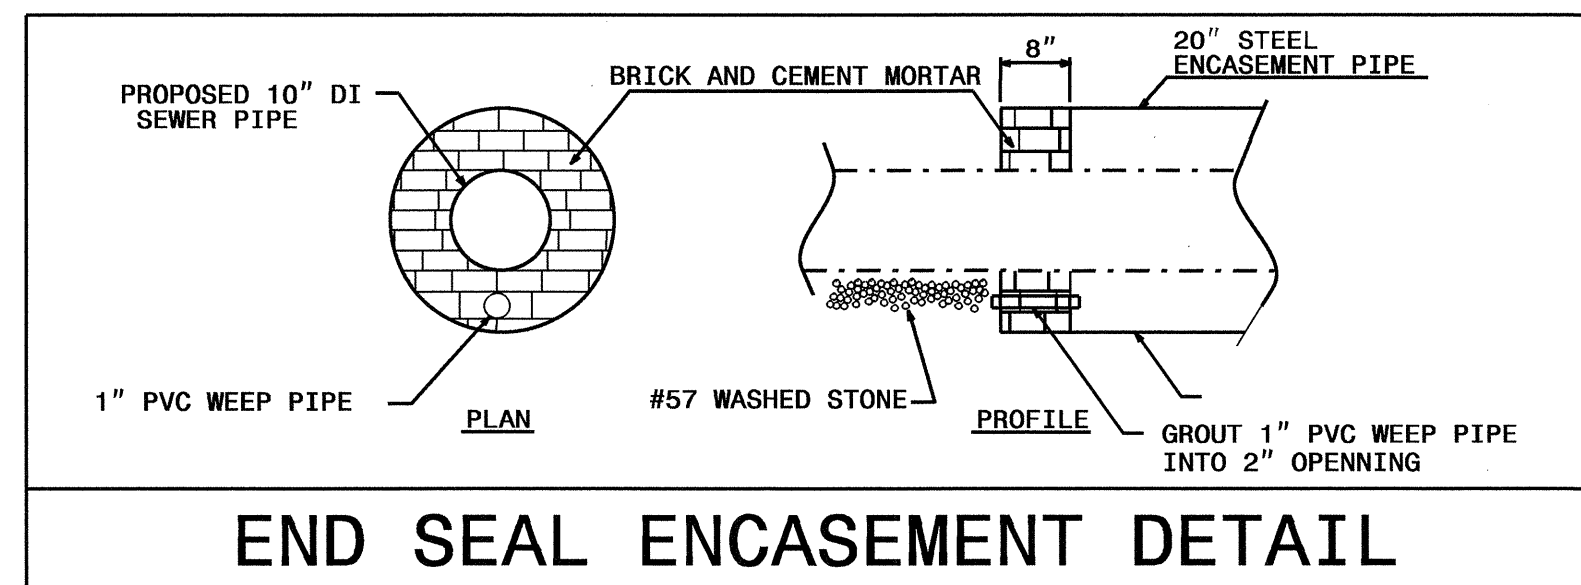 PROPOSED 10" DI
SEWER PIPE
BRICK AND CEMENT MORTAR
8"
20" STEEL
ENCASEMENT PIPE
1" PVC WEEP PIPE
PLAN
#57 WASHED STONE
PROFILE
GROUT 1" PVC WEEP PIPE
INTO 2" OPENNING
END SEAL ENCASEMENT DETAIL